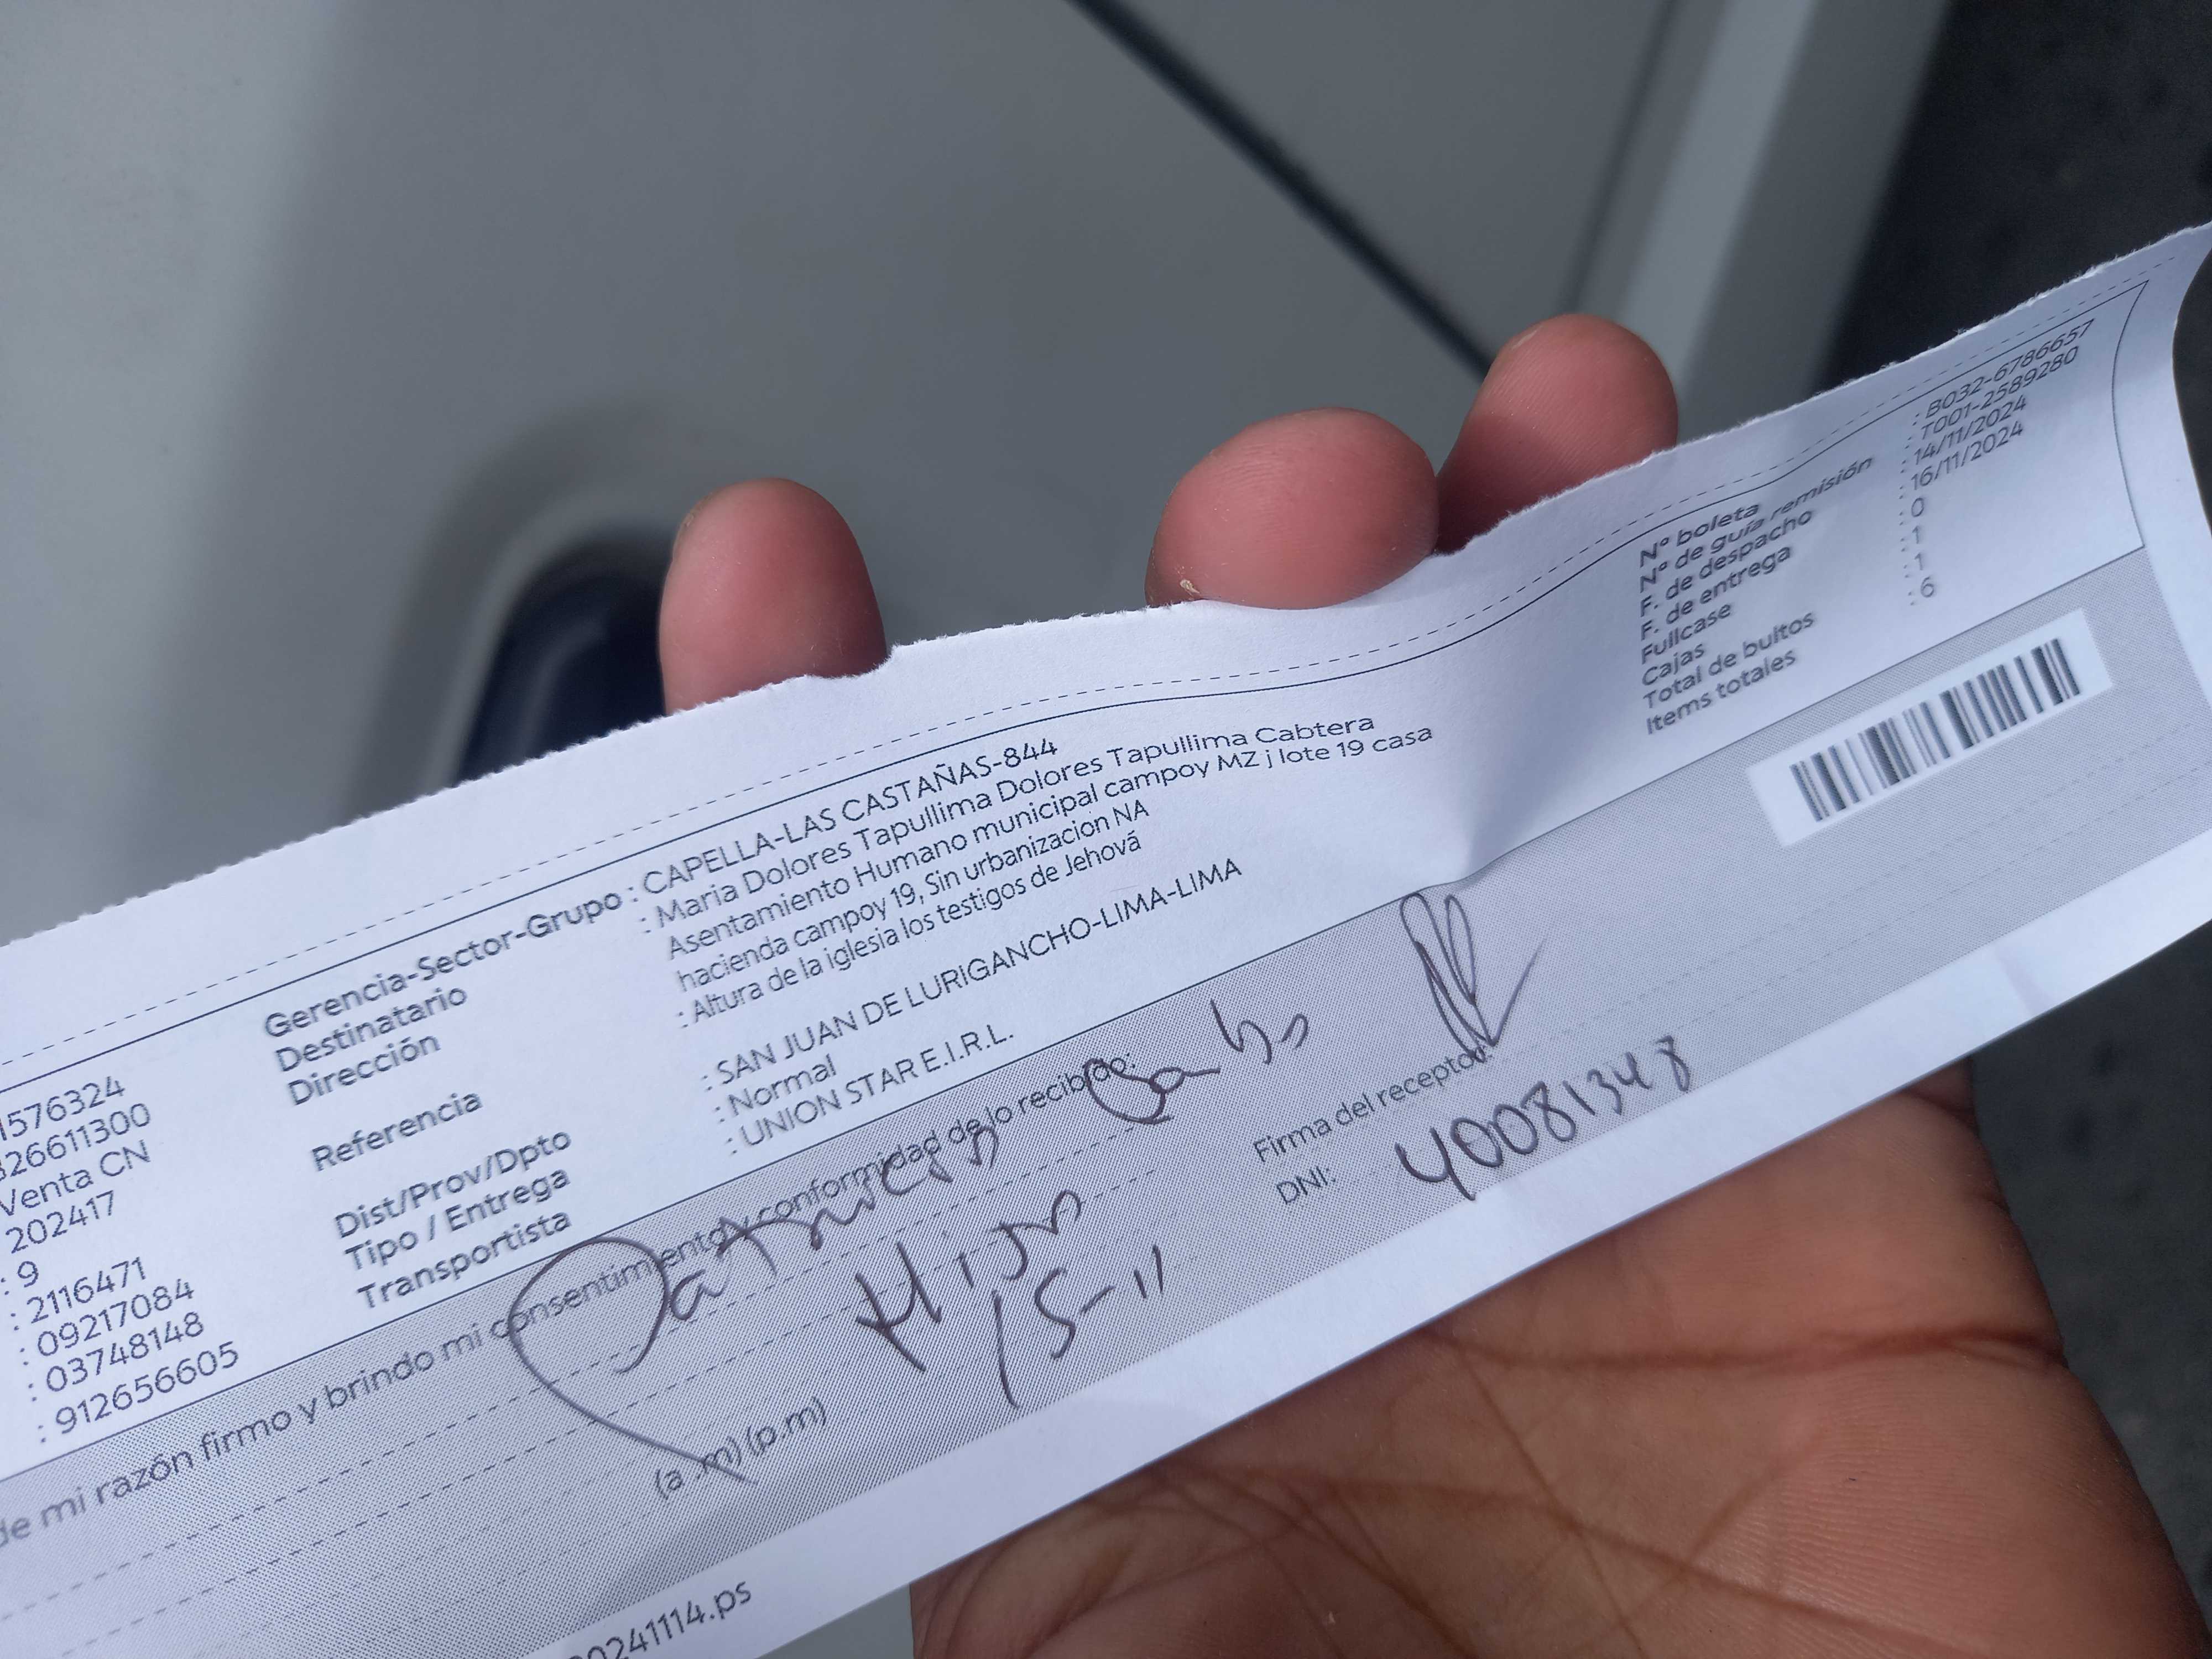 1576324
326611300
Venta CN
202417
: 9
: 2116471
: 09217084
: 03748148
: 912656605
Gerencia-Sector-Grupo : CAPELLA-LAS CASTAÑAS-844
Destinatario : Maria Dolores Tapullima Dolores Tapullima Cabtera
Dirección Asentamiento Humano municipal campoy MZ j lote 19 casa
hacienda campoy 19, Sin urbanizacion NA
Referencia : Altura de la iglesia los testigos de Jehová
Dist/Prov/Dpto : SAN JUAN DE LURIGANCHO-LIMA-LIMA
Tipo / Entrega : Normal
Transportista : UNION STAR E.I.R.L.
N° boleta : B032-6786657
N° de guía remisión : T001-2589280
F. de despacho : 14/11/2024
F. de entrega : 16/11/2024
Fullcase : 0
Cajas : 1
Total de bultos : 1
Items totales : 6
de mi razón firmo y brindo mi consentimiento y conformidad de lo recibido:
(a .m) (p.m)
15-11
Firma del receptor:
DNI: 40081348
0241114.ps